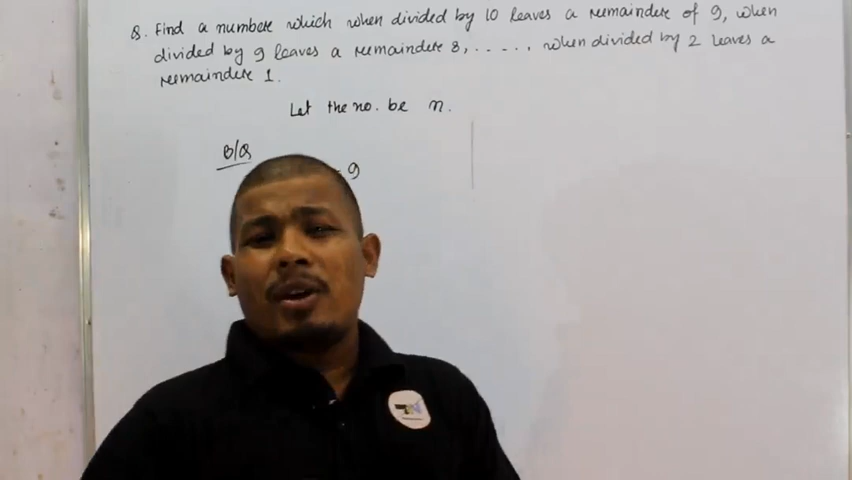 Q. Find a number which when divided by 10 leaves a remainder of 9, when
divided by 9 leaves a remainder 8, ..... when divided by 2 leaves a
remainder 1.
Let the no. be n.
B/Q
9